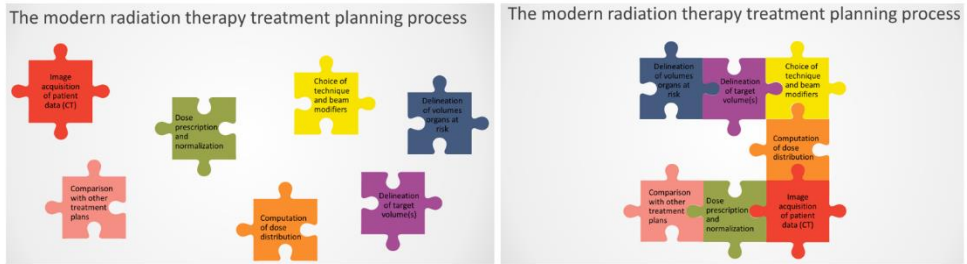 The modern radiation therapy treatment planning process
Image
acquisition
of patient
data (CT)
Dose
prescription
and
normalization
Choice of
technique
and beam
modifiers
Delineation
of volumes
organs at
risk
Comparison
with other
treatment
plans
Computation
of dose
distribution
Delineation
of target
volume(s)
The modern radiation therapy treatment planning process
Delineation
of volumes
organs at
risk
Delineation
of target
volume(s)
Choice of
technique
and beam
modifiers
Computation
of dose
distribution
Comparison
with other
treatment
plans
Dose
prescription
and
normalization
Image
acquisition
of patient
data (CT)